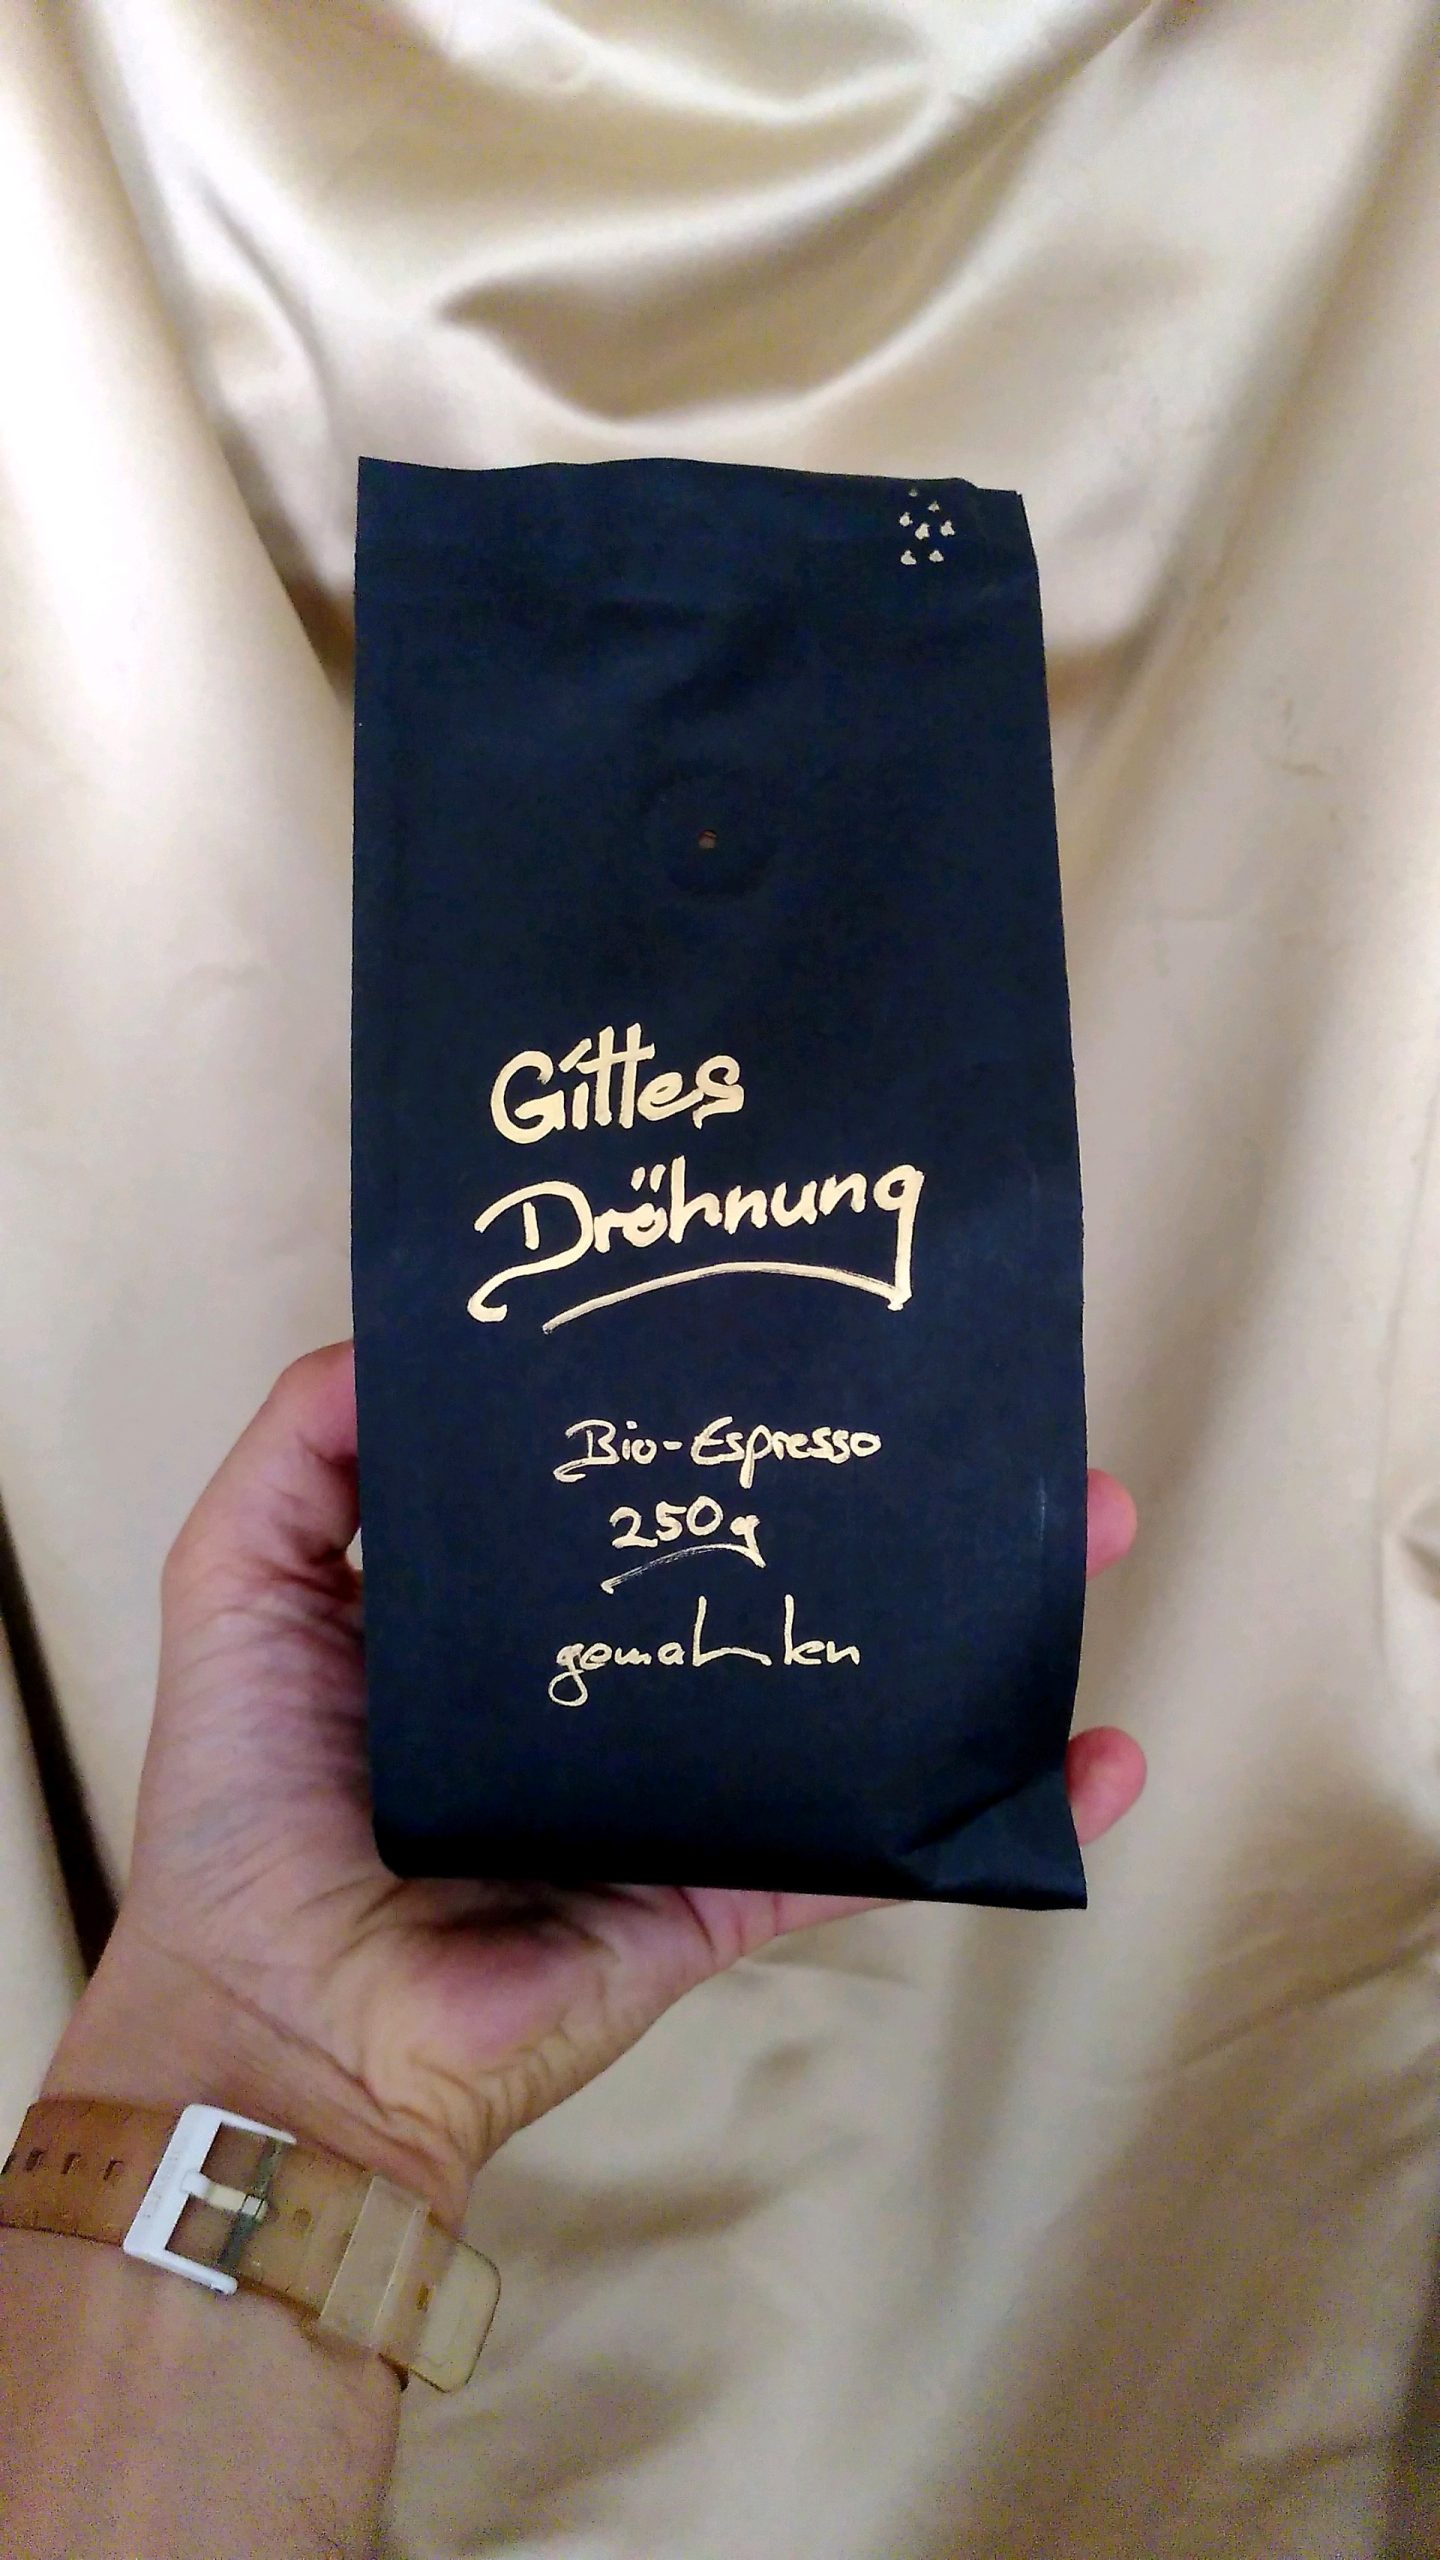 Gittes
Dröhnung
Bio-Espresso
250g
gemahlen